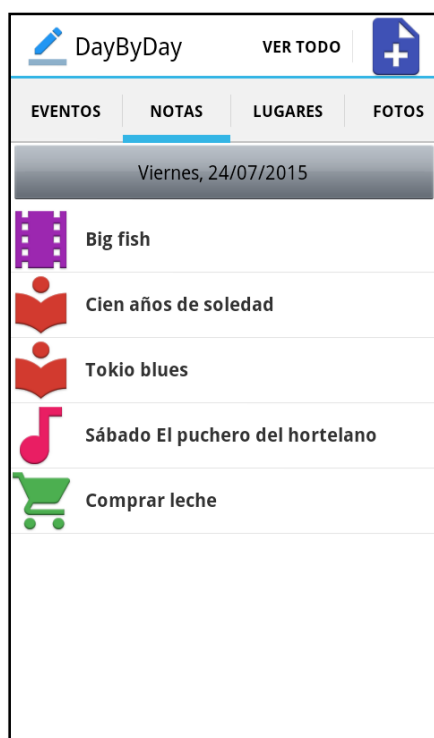 DayByDay
VER TODO
EVENTOS
NOTAS
LUGARES
FOTOS
Viernes, 24/07/2015
Big fish
Cien años de soledad
Tokio blues
Sábado El puchero del hortelano
Comprar leche